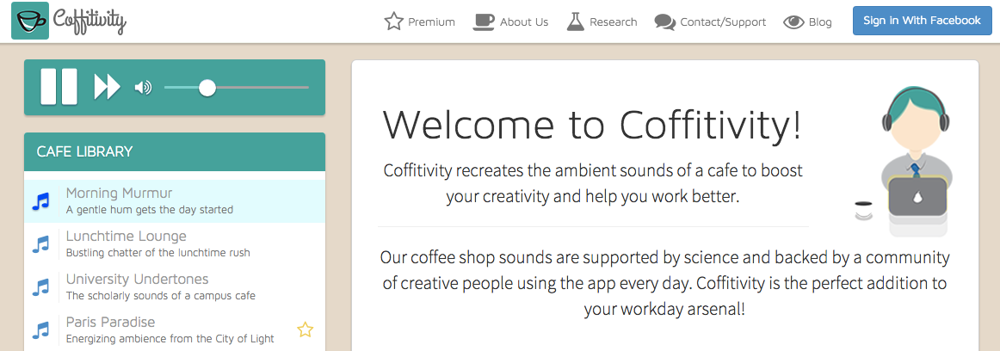 Coffitivity
Premium
About Us
Research
Contact/Support
Blog
Sign In With Facebook
CAFE LIBRARY
Morning Murmur
A gentle hum gets the day started
Lunchtime Lounge
Bustling chatter of the lunchtime rush
University Undertones
The scholarly sounds of a campus cafe
Paris Paradise
Energizing ambience from the City of Light
Welcome to Coffitivity!
Coffitivity recreates the ambient sounds of a cafe to boost
your creativity and help you work better.
Our coffee shop sounds are supported by science and backed by a community
of creative people using the app every day. Coffitivity is the perfect addition to
your workday arsenal!